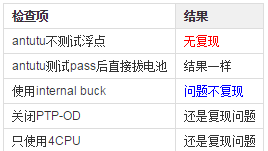 检查项 结果
antutu不测试浮点 无复现
antutu测试pass后直接拔电池 结果一样
使用internal buck 问题不复现
关闭PTP-OD 还是复现问题
只使用4CPU 还是复现问题